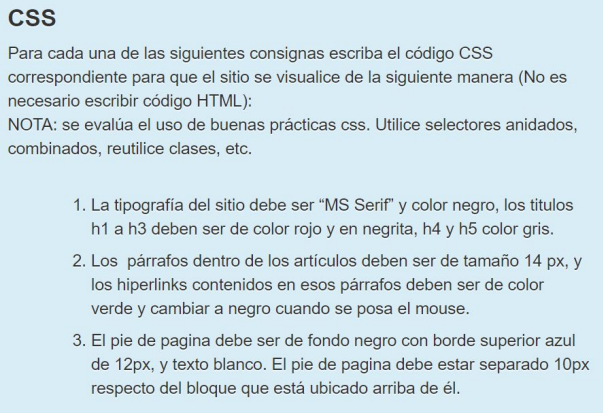 CSS
Para cada una de las siguientes consignas escriba el código CSS
correspondiente para que el sitio se visualice de la siguiente manera (No es
necesario escribir código HTML):
NOTA: se evalúa el uso de buenas prácticas css. Utilice selectores anidados,
combinados, reutilice clases, etc.
1. La tipografía del sitio debe ser “MS Serif” y color negro, los titulos
h1 a h3 deben ser de color rojo y en negrita, h4 y h5 color gris.
2. Los párrafos dentro de los artículos deben ser de tamaño 14 px, y
los hiperlinks contenidos en esos párrafos deben ser de color
verde y cambiar a negro cuando se posa el mouse.
3. El pie de pagina debe ser de fondo negro con borde superior azul
de 12px, y texto blanco. El pie de pagina debe estar separado 10px
respecto del bloque que está ubicado arriba de él.